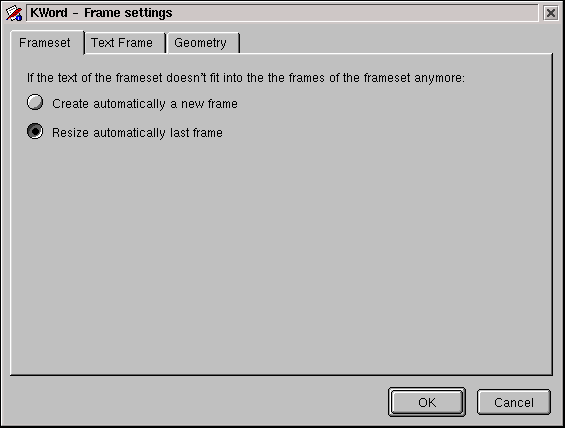 KWord - Frame settings
Frameset Text Frame Geometry
If the text of the frameset doesn't fit into the the frames of the frameset anymore:
Create automatically a new frame
Resize automatically last frame
OK Cancel